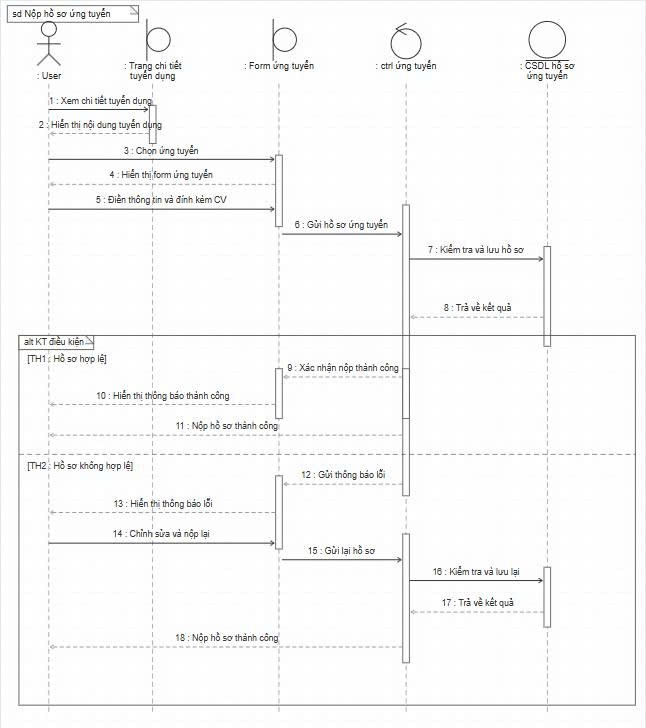 sd Nộp hồ sơ ứng tuyển
: User
: Trang chi tiết
tuyển dụng
: Form ứng tuyển
: ctrl ứng tuyển
: CSDL hồ sơ
ứng tuyển
1 : Xem chi tiết tuyển dụng
2 : Hiển thị nội dung tuyển dụng
3 : Chọn ứng tuyển
4 : Hiển thị form ứng tuyển
5 : Điền thông tin và đính kèm CV
6 : Gửi hồ sơ ứng tuyển
7 : Kiểm tra và lưu hồ sơ
8 : Trả về kết quả
alt KT điều kiện
[TH1 : Hồ sơ hợp lệ]
9 : Xác nhận nộp thành công
10 : Hiển thị thông báo thành công
11 : Nộp hồ sơ thành công
[TH2 : Hồ sơ không hợp lệ]
12 : Gửi thông báo lỗi
13 : Hiển thị thông báo lỗi
14 : Chỉnh sửa và nộp lại
15 : Gửi lại hồ sơ
16 : Kiểm tra và lưu lại
17 : Trả về kết quả
18 : Nộp hồ sơ thành công